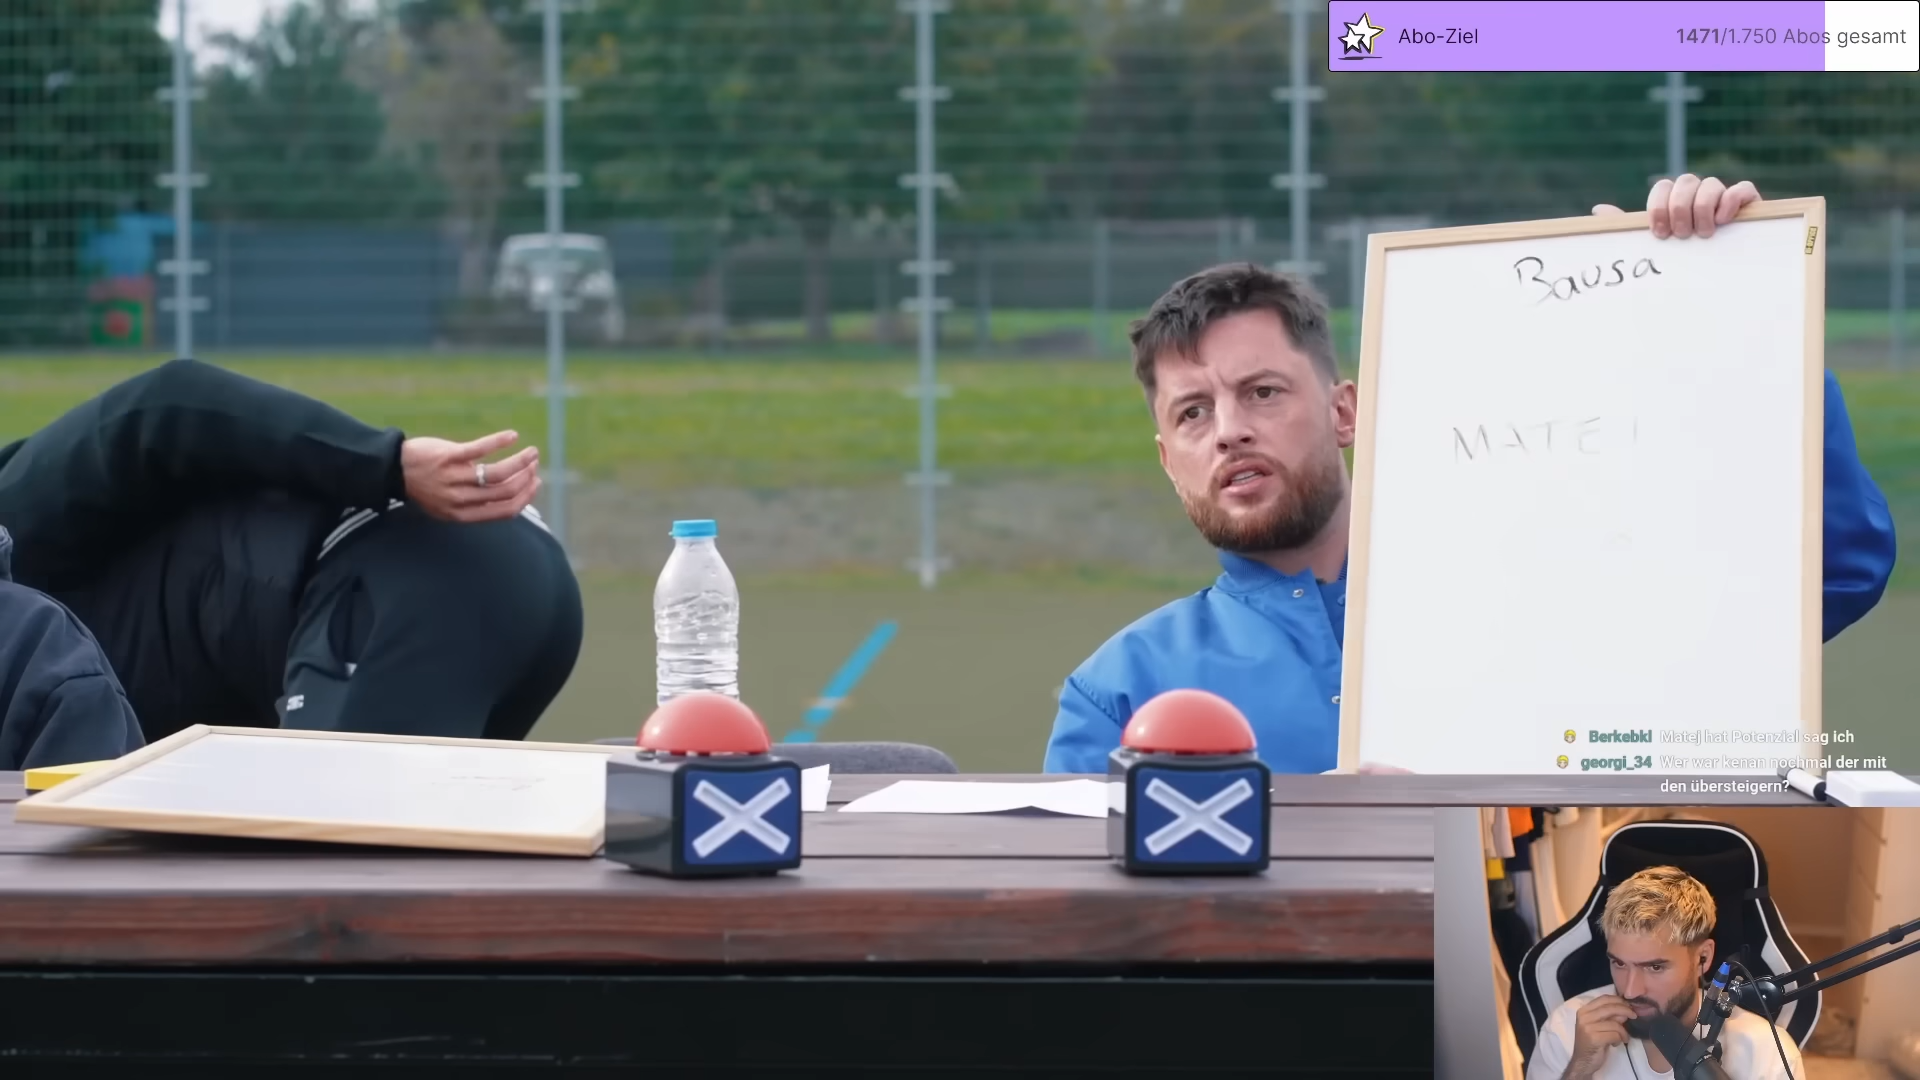 Abo-Ziel
1471/1.750 Abos gesamt
Bausa
MATEJ
Berkebkl Matej hat Potenzial sag ich
georgi_34 Wer war kenan nochmal der mit
den übersteigern?